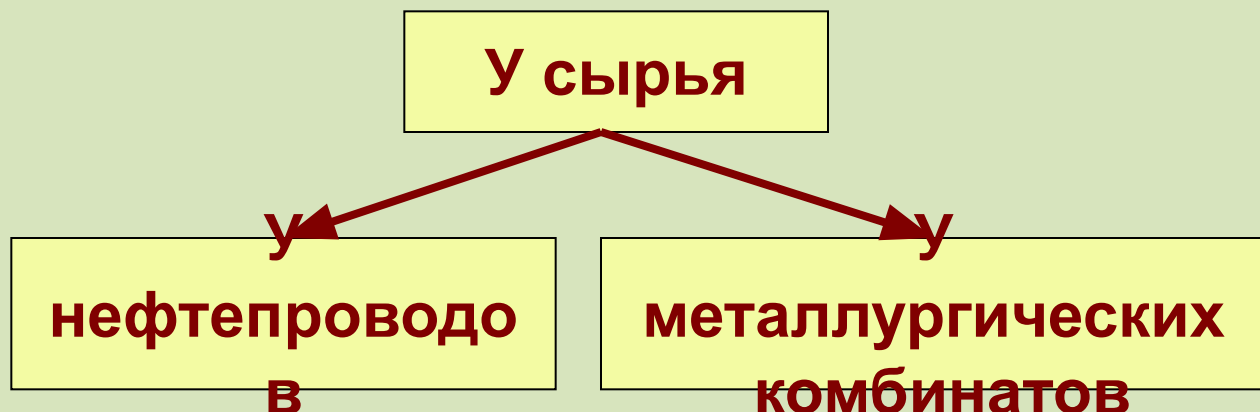 У сырья
У
нефтепроводо
в
У
металлургических
комбинатов